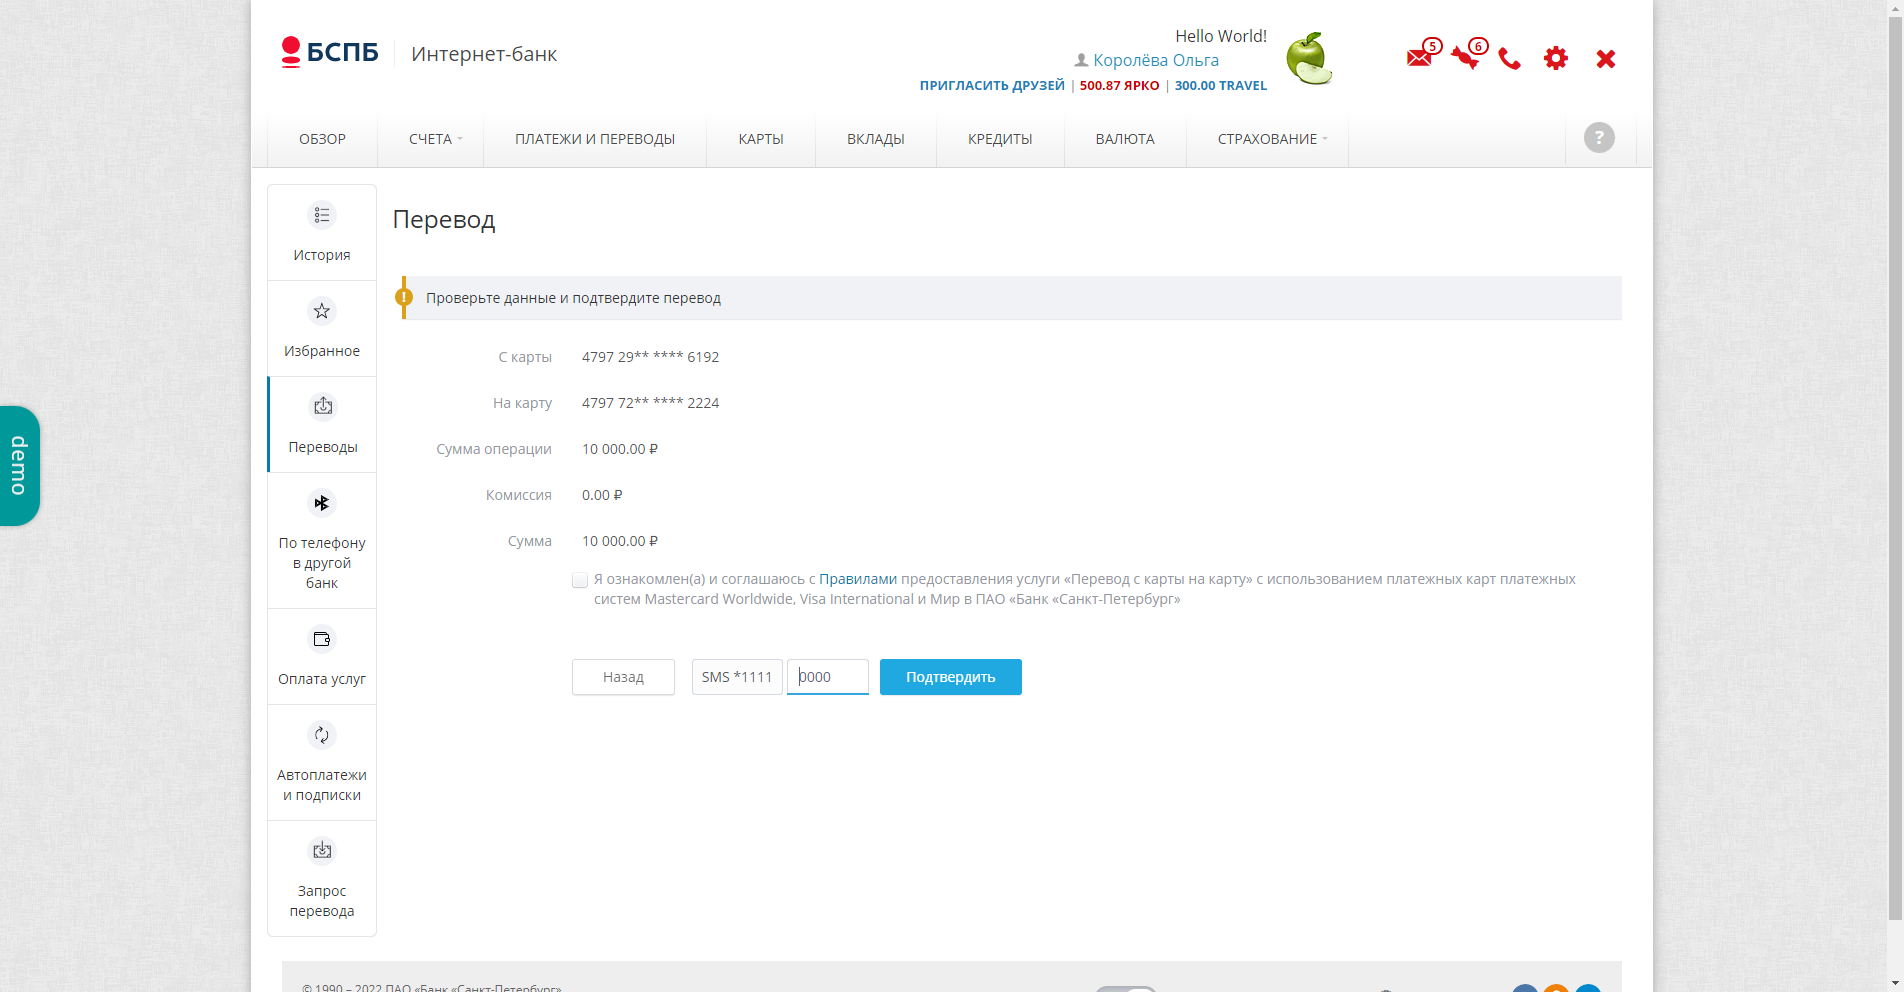 БСПБ
Интернет-банк
Hello World!
Королёва Ольга
ПРИГЛАСИТЬ ДРУЗЕЙ | 500.87 ЯРКО | 300.00 TRAVEL
5
6
ОБЗОР
СЧЕТА
ПЛАТЕЖИ И ПЕРЕВОДЫ
КАРТЫ
ВКЛАДЫ
КРЕДИТЫ
ВАЛЮТА
СТРАХОВАНИЕ
?
История
Избранное
Переводы
По телефону
в другой
банк
Оплата услуг
Автоплатежи
и подписки
Запрос
перевода
demo
Перевод
!
Проверьте данные и подтвердите перевод
С карты 4797 29** **** 6192
На карту 4797 72** **** 2224
Сумма операции 10 000.00 ₽
Комиссия 0.00 ₽
Сумма 10 000.00 ₽
Я ознакомлен(а) и соглашаюсь с Правилами предоставления услуги «Перевод с карты на карту» с использованием платежных карт платежных
систем Mastercard Worldwide, Visa International и Мир в ПАО «Банк «Санкт-Петербург»
Назад
SMS *1111
0000
Подтвердить
© 1990 – 2022 ПАО «Банк «Санкт-Петербург»